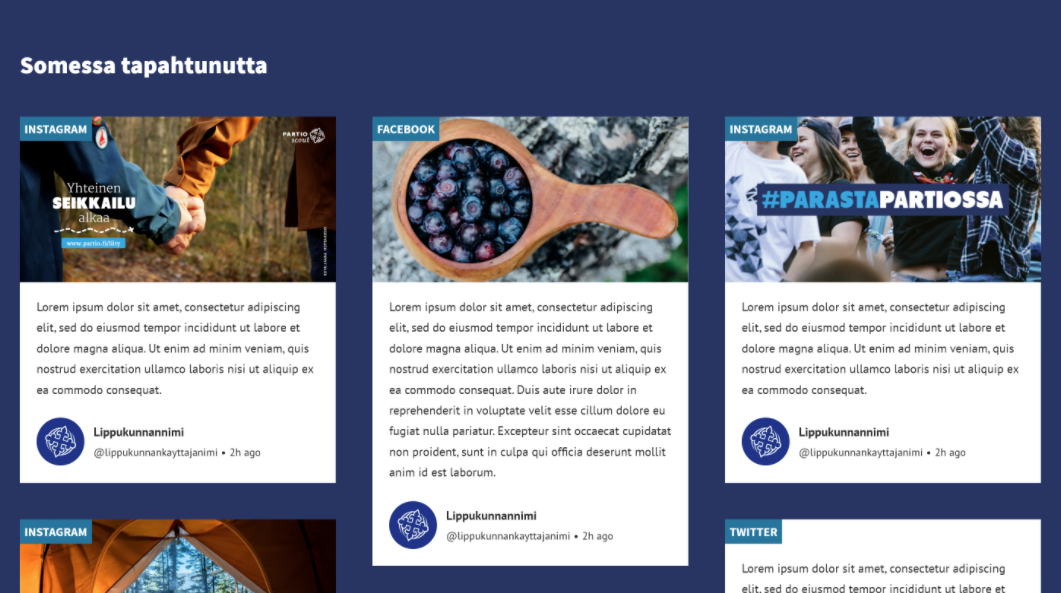 Somessa tapahtunutta
INSTAGRAM
PARTIO
scout
Yhteinen
SEIKKAILU
alkaa
www.partio.fi/liity
Lorem ipsum dolor sit amet, consectetur adipiscing
elit, sed do eiusmod tempor incididunt ut labore et
dolore magna aliqua. Ut enim ad minim veniam, quis
nostrud exercitation ullamco laboris nisi ut aliquip ex
ea commodo consequat.
Lippukunnannimi
@lippukunnankayttajanimi • 2h ago
INSTAGRAM
FACEBOOK
Lorem ipsum dolor sit amet, consectetur adipiscing
elit, sed do eiusmod tempor incididunt ut labore et
dolore magna aliqua. Ut enim ad minim veniam, quis
nostrud exercitation ullamco laboris nisi ut aliquip ex
ea commodo consequat. Duis aute irure dolor in
reprehenderit in voluptate velit esse cillum dolore eu
fugiat nulla pariatur. Excepteur sint occaecat cupidatat
non proident, sunt in culpa qui officia deserunt mollit
anim id est laborum.
Lippukunnannimi
@lippukunnankayttajanimi • 2h ago
INSTAGRAM
#PARASTAPARTIOSSA
Lorem ipsum dolor sit amet, consectetur adipiscing
elit, sed do eiusmod tempor incididunt ut labore et
dolore magna aliqua. Ut enim ad minim veniam, quis
nostrud exercitation ullamco laboris nisi ut aliquip ex
ea commodo consequat.
Lippukunnannimi
@lippukunnankayttajanimi • 2h ago
TWITTER
Lorem ipsum dolor sit amet, consectetur adipiscing
elit, sed do eiusmod tempor incididunt ut labore et